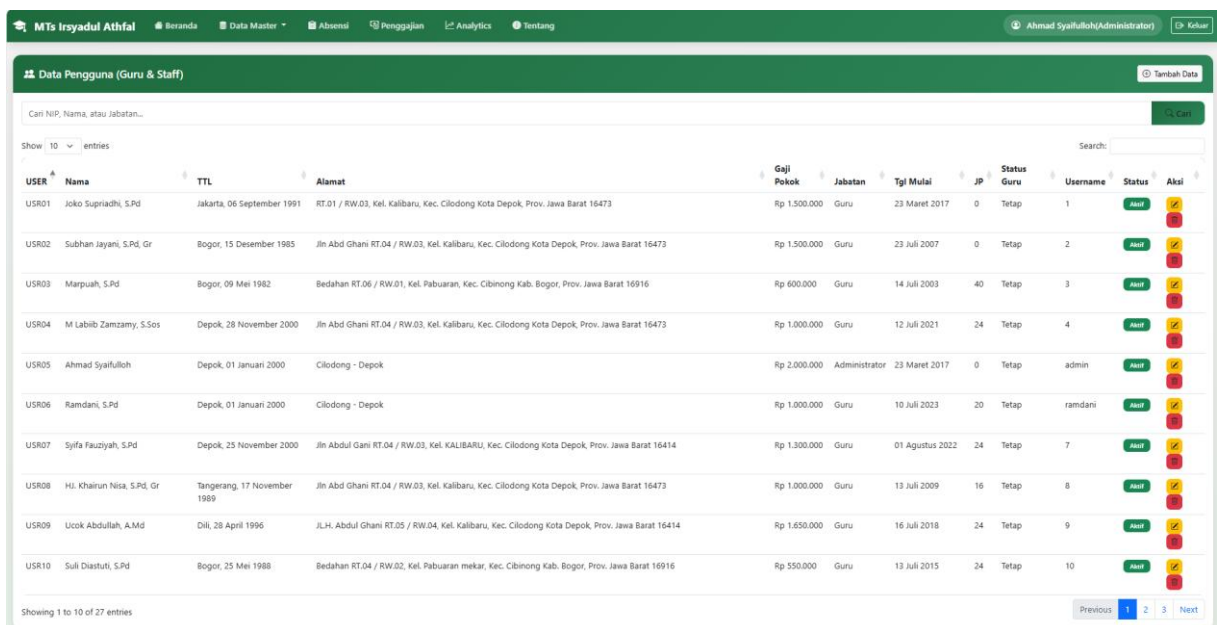 MTs Irsyadul Athfal Beranda Data Master Absensi Penggajian Analytics Tentang Ahmad Syaifulloh(Administrator) Keluar
Data Pengguna (Guru & Staff) Tambah Data
Cari NIP, Nama, atau Jabatan... Cari
Show 10 entries Search:
USER Nama TTL Alamat Gaji Pokok Jabatan Tgl Mulai JP Status Guru Username Status Aksi
USR01 Joko Supriadhi, S.Pd Jakarta, 06 September 1991 RT.01 / RW.03, Kel. Kalibaru, Kec. Cilodong Kota Depok, Prov. Jawa Barat 16473 Rp 1.500.000 Guru 23 Maret 2017 0 Tetap 1 Aktif
USR02 Subhan Jayani, S.Pd, Gr Bogor, 15 Desember 1985 Jln Abd Ghani RT.04 / RW.03, Kel. Kalibaru, Kec. Cilodong Kota Depok, Prov. Jawa Barat 16473 Rp 1.500.000 Guru 23 Juli 2007 0 Tetap 2 Aktif
USR03 Marpuah, S.Pd Bogor, 09 Mei 1982 Bedahan RT.06 / RW.01, Kel. Pabuaran, Kec. Cibinong Kab. Bogor, Prov. Jawa Barat 16916 Rp 600.000 Guru 14 Juli 2003 40 Tetap 3 Aktif
USR04 M Labiib Zamzamy, S.Sos Depok, 28 November 2000 Jln Abd Ghani RT.04 / RW.03, Kel. Kalibaru, Kec. Cilodong Kota Depok, Prov. Jawa Barat 16473 Rp 1.000.000 Guru 12 Juli 2021 24 Tetap 4 Aktif
USR05 Ahmad Syaifulloh Depok, 01 Januari 2000 Cilodong - Depok Rp 2.000.000 Administrator 23 Maret 2017 0 Tetap admin Aktif
USR06 Ramdani, S.Pd Depok, 01 Januari 2000 Cilodong - Depok Rp 1.000.000 Guru 10 Juli 2023 20 Tetap ramdani Aktif
USR07 Syifa Fauziyah, S.Pd Depok, 25 November 2000 Jln Abdul Gani RT.04 / RW.03, Kel. KALIBARU, Kec. Cilodong Kota Depok, Prov. Jawa Barat 16414 Rp 1.300.000 Guru 01 Agustus 2022 24 Tetap 7 Aktif
USR08 HJ. Khairun Nisa, S.Pd, Gr Tangerang, 17 November 1989 Jln Abd Ghani RT.04 / RW.03, Kel. Kalibaru, Kec. Cilodong Kota Depok, Prov. Jawa Barat 16473 Rp 1.000.000 Guru 13 Juli 2009 16 Tetap 8 Aktif
USR09 Ucok Abdullah, A.Md Dili, 28 April 1996 JL.H. Abdul Ghani RT.05 / RW.04, Kel. Kalibaru, Kec. Cilodong Kota Depok, Prov. Jawa Barat 16414 Rp 1.650.000 Guru 16 Juli 2018 24 Tetap 9 Aktif
USR10 Suli Diastuti, S.Pd Bogor, 25 Mei 1988 Bedahan RT.04 / RW.02, Kel. Pabuaran mekar, Kec. Cibinong Kab. Bogor, Prov. Jawa Barat 16916 Rp 550.000 Guru 13 Juli 2015 24 Tetap 10 Aktif
Showing 1 to 10 of 27 entries Previous 1 2 3 Next